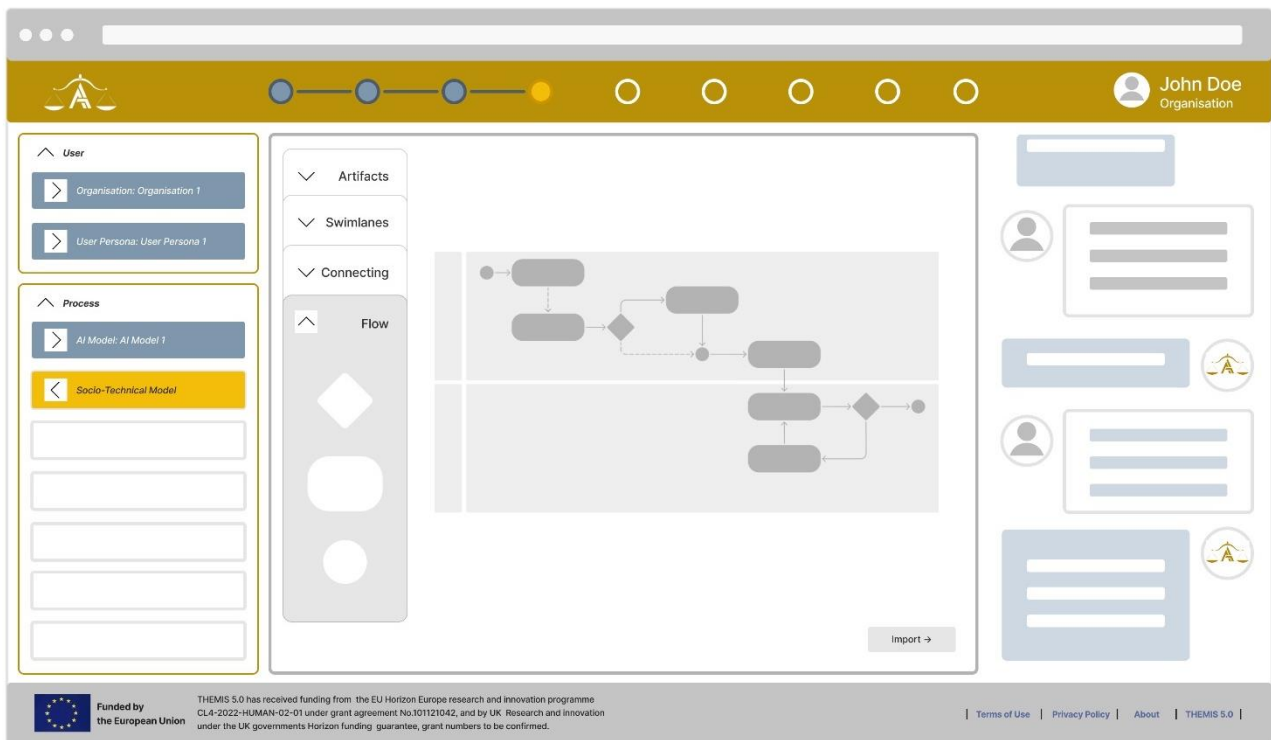 John Doe
Organisation
User
Organisation: Organisation 1
User Persona: User Persona 1
Process
AI Model: AI Model 1
Socio-Technical Model
Artifacts
Swimlanes
Connecting
Flow
Import →
Funded by
the European Union
THEMIS 5.0 has received funding from the EU Horizon Europe research and innovation programme
CL4-2022-HUMAN-02-01 under grant agreement No.101121042, and by UK Research and innovation
under the UK governments Horizon funding guarantee, grant numbers to be confirmed.
| Terms of Use | Privacy Policy | About | THEMIS 5.0 |